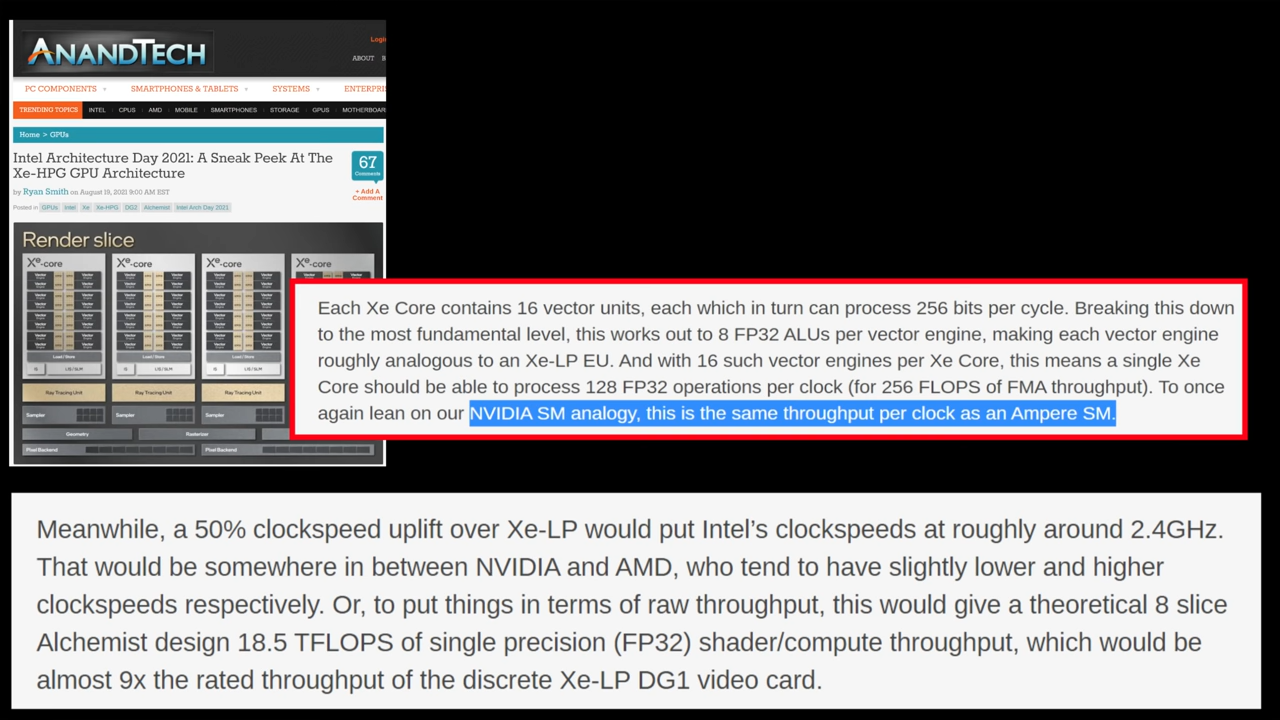 ANANDTECH
Login
ABOUT
PC COMPONENTS SMARTPHONES & TABLETS SYSTEMS ENTERPRIS
TRENDING TOPICS INTEL CPUS AMD MOBILE SMARTPHONES STORAGE GPUS MOTHERBOAR
Home > GPUs
Intel Architecture Day 2021: A Sneak Peek At The
Xe-HPG GPU Architecture
67
Comments
+ Add A
Comment
by Ryan Smith on August 19, 2021 9:00 AM EST
Posted in GPUs Intel Xe Xe-HPG DG2 Alchemist Intel Arch Day 2021
Render slice
Xe-core Xe-core Xe-core Xe-core
Load/Store Load/Store Load/Store
I$ L1$/SLM I$ L1$/SLM I$ L1$/SLM
Ray Tracing Unit Ray Tracing Unit Ray Tracing Unit Ray Tracing Unit
Sampler Sampler Sampler Sampler
Geometry Rasterizer
Pixel Backend Pixel Backend
Each Xe Core contains 16 vector units, each which in turn can process 256 bits per cycle. Breaking this down
to the most fundamental level, this works out to 8 FP32 ALUs per vector engine, making each vector engine
roughly analogous to an Xe-LP EU. And with 16 such vector engines per Xe Core, this means a single Xe
Core should be able to process 128 FP32 operations per clock (for 256 FLOPS of FMA throughput). To once
again lean on our NVIDIA SM analogy, this is the same throughput per clock as an Ampere SM.
Meanwhile, a 50% clockspeed uplift over Xe-LP would put Intel's clockspeeds at roughly around 2.4GHz.
That would be somewhere in between NVIDIA and AMD, who tend to have slightly lower and higher
clockspeeds respectively. Or, to put things in terms of raw throughput, this would give a theoretical 8 slice
Alchemist design 18.5 TFLOPS of single precision (FP32) shader/compute throughput, which would be
almost 9x the rated throughput of the discrete Xe-LP DG1 video card.